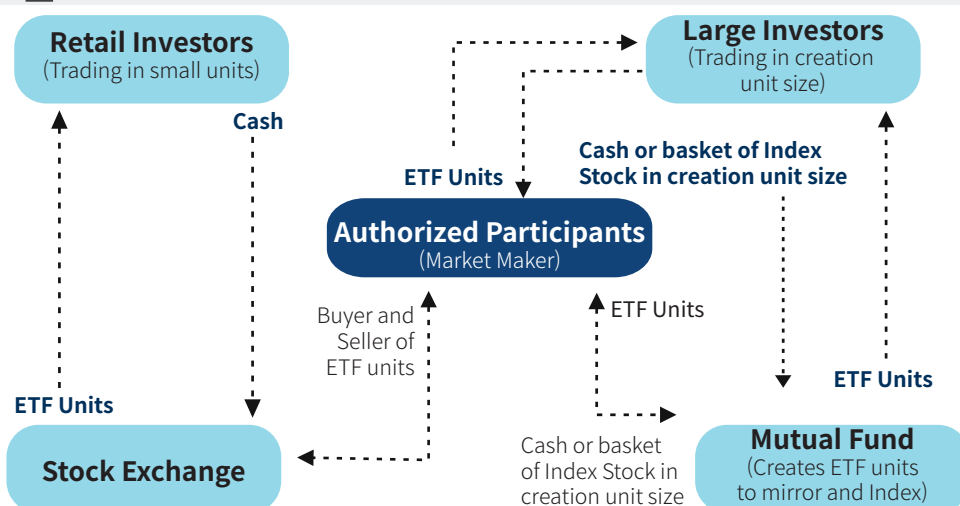 Retail Investors
(Trading in small units)
Large Investors
(Trading in creation
unit size)
Cash
ETF Units
Cash or basket of Index
Stock in creation unit size
Authorized Participants
(Market Maker)
Buyer and
Seller of
ETF units
ETF Units
ETF Units
ETF Units
Stock Exchange
Cash or basket
of Index Stock in
creation unit size
Mutual Fund
(Creates ETF units
to mirror and Index)